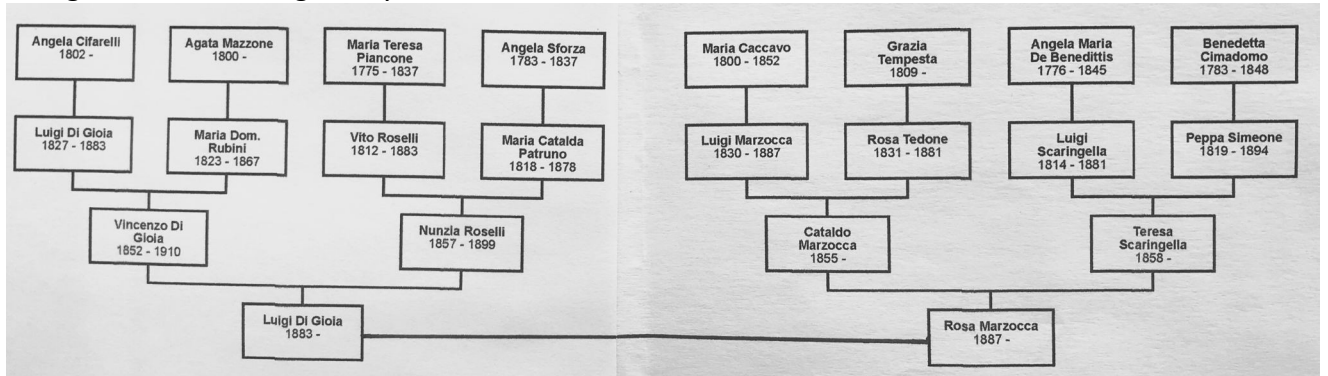 Angela Cifarelli
1802 -
Agata Mazzone
1800 -
Maria Teresa
Piancone
1775 - 1837
Angela Sforza
1783 - 1837
Maria Caccavo
1800 - 1852
Grazia
Tempesta
1809 -
Angela Maria
De Benedittis
1776 - 1845
Benedetta
Cimadomo
1783 - 1848
Luigi Di Gioia
1827 - 1883
Maria Dom.
Rubini
1823 - 1867
Vito Roselli
1812 - 1883
Maria Catalda
Patruno
1818 - 1878
Luigi Marzocca
1830 - 1887
Rosa Tedone
1831 - 1881
Luigi
Scaringella
1814 - 1881
Peppa Simeone
1819 - 1894
Vincenzo Di
Gioia
1852 - 1910
Nunzia Roselli
1857 - 1899
Cataldo
Marzocca
1855 -
Teresa
Scaringella
1858 -
Luigi Di Gioia
1883 -
Rosa Marzocca
1887 -